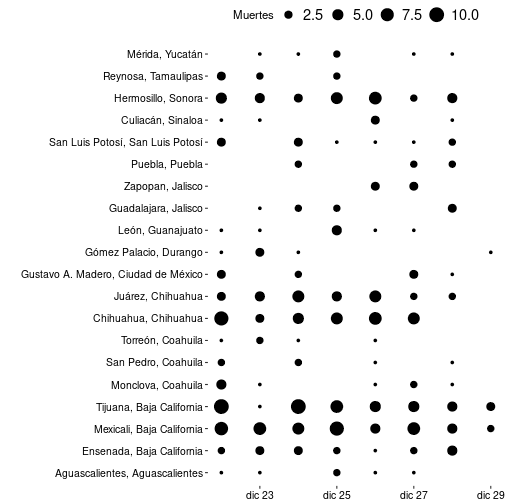 Muertes 2.5 5.0 7.5 10.0
Mérida, Yucatán
Reynosa, Tamaulipas
Hermosillo, Sonora
Culiacán, Sinaloa
San Luis Potosí, San Luis Potosí
Puebla, Puebla
Zapopan, Jalisco
Guadalajara, Jalisco
León, Guanajuato
Gómez Palacio, Durango
Gustavo A. Madero, Ciudad de México
Juárez, Chihuahua
Chihuahua, Chihuahua
Torreón, Coahuila
San Pedro, Coahuila
Monclova, Coahuila
Tijuana, Baja California
Mexicali, Baja California
Ensenada, Baja California
Aguascalientes, Aguascalientes
dic 23 dic 25 dic 27 dic 29